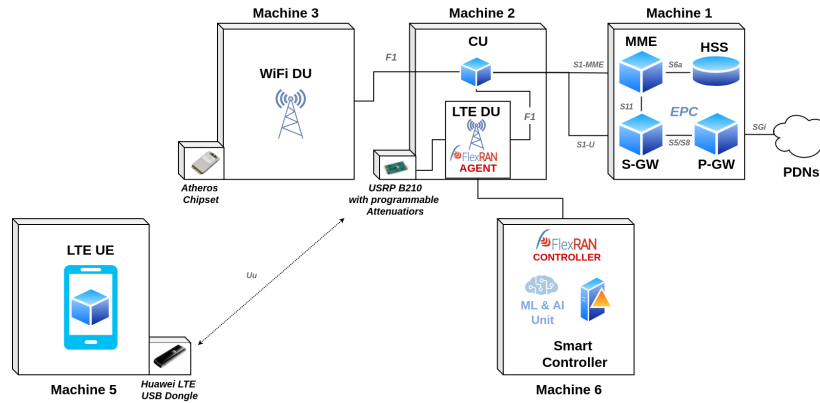 Machine 3
Machine 2
Machine 1
WiFi DU
F1
CU
S1-MME
MME
S6a
HSS
LTE DU
F1
FlexRAN
AGENT
S11
EPC
S1-U
S-GW
S5/S8
P-GW
SGi
PDNs
Atheros
Chipset
USRP B210
with programmable
Attenuatiors
Uu
LTE UE
Machine 5
Huawei LTE
USB Dongle
FlexRAN
CONTROLLER
ML & AI
Unit
Smart
Controller
Machine 6